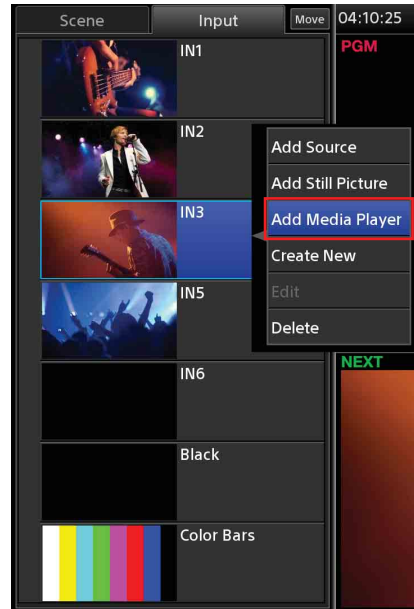 Scene
Input
Move
04:10:25
IN1
PGM
IN2
Add Source
Add Still Picture
IN3
Add Media Player
Create New
Edit
IN5
Delete
IN6
NEXT
Black
Color Bars